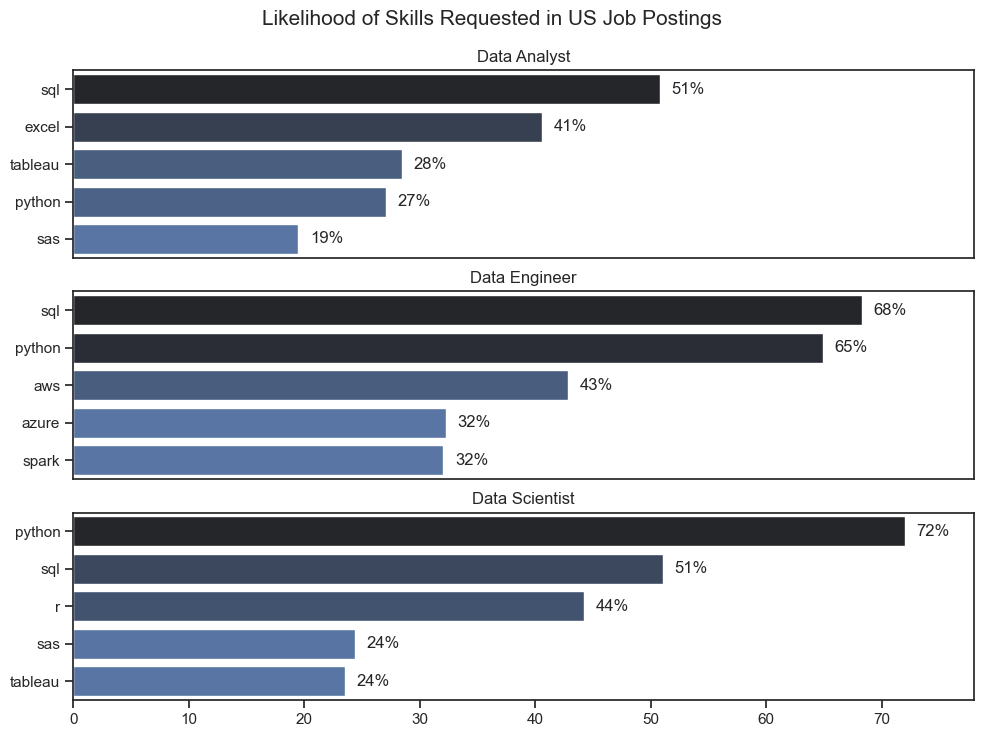 Likelihood of Skills Requested in US Job Postings
Data Analyst
sql 51%
excel 41%
tableau 28%
python 27%
sas 19%
Data Engineer
sql 68%
python 65%
aws 43%
azure 32%
spark 32%
Data Scientist
python 72%
sql 51%
r 44%
sas 24%
tableau 24%
0 10 20 30 40 50 60 70